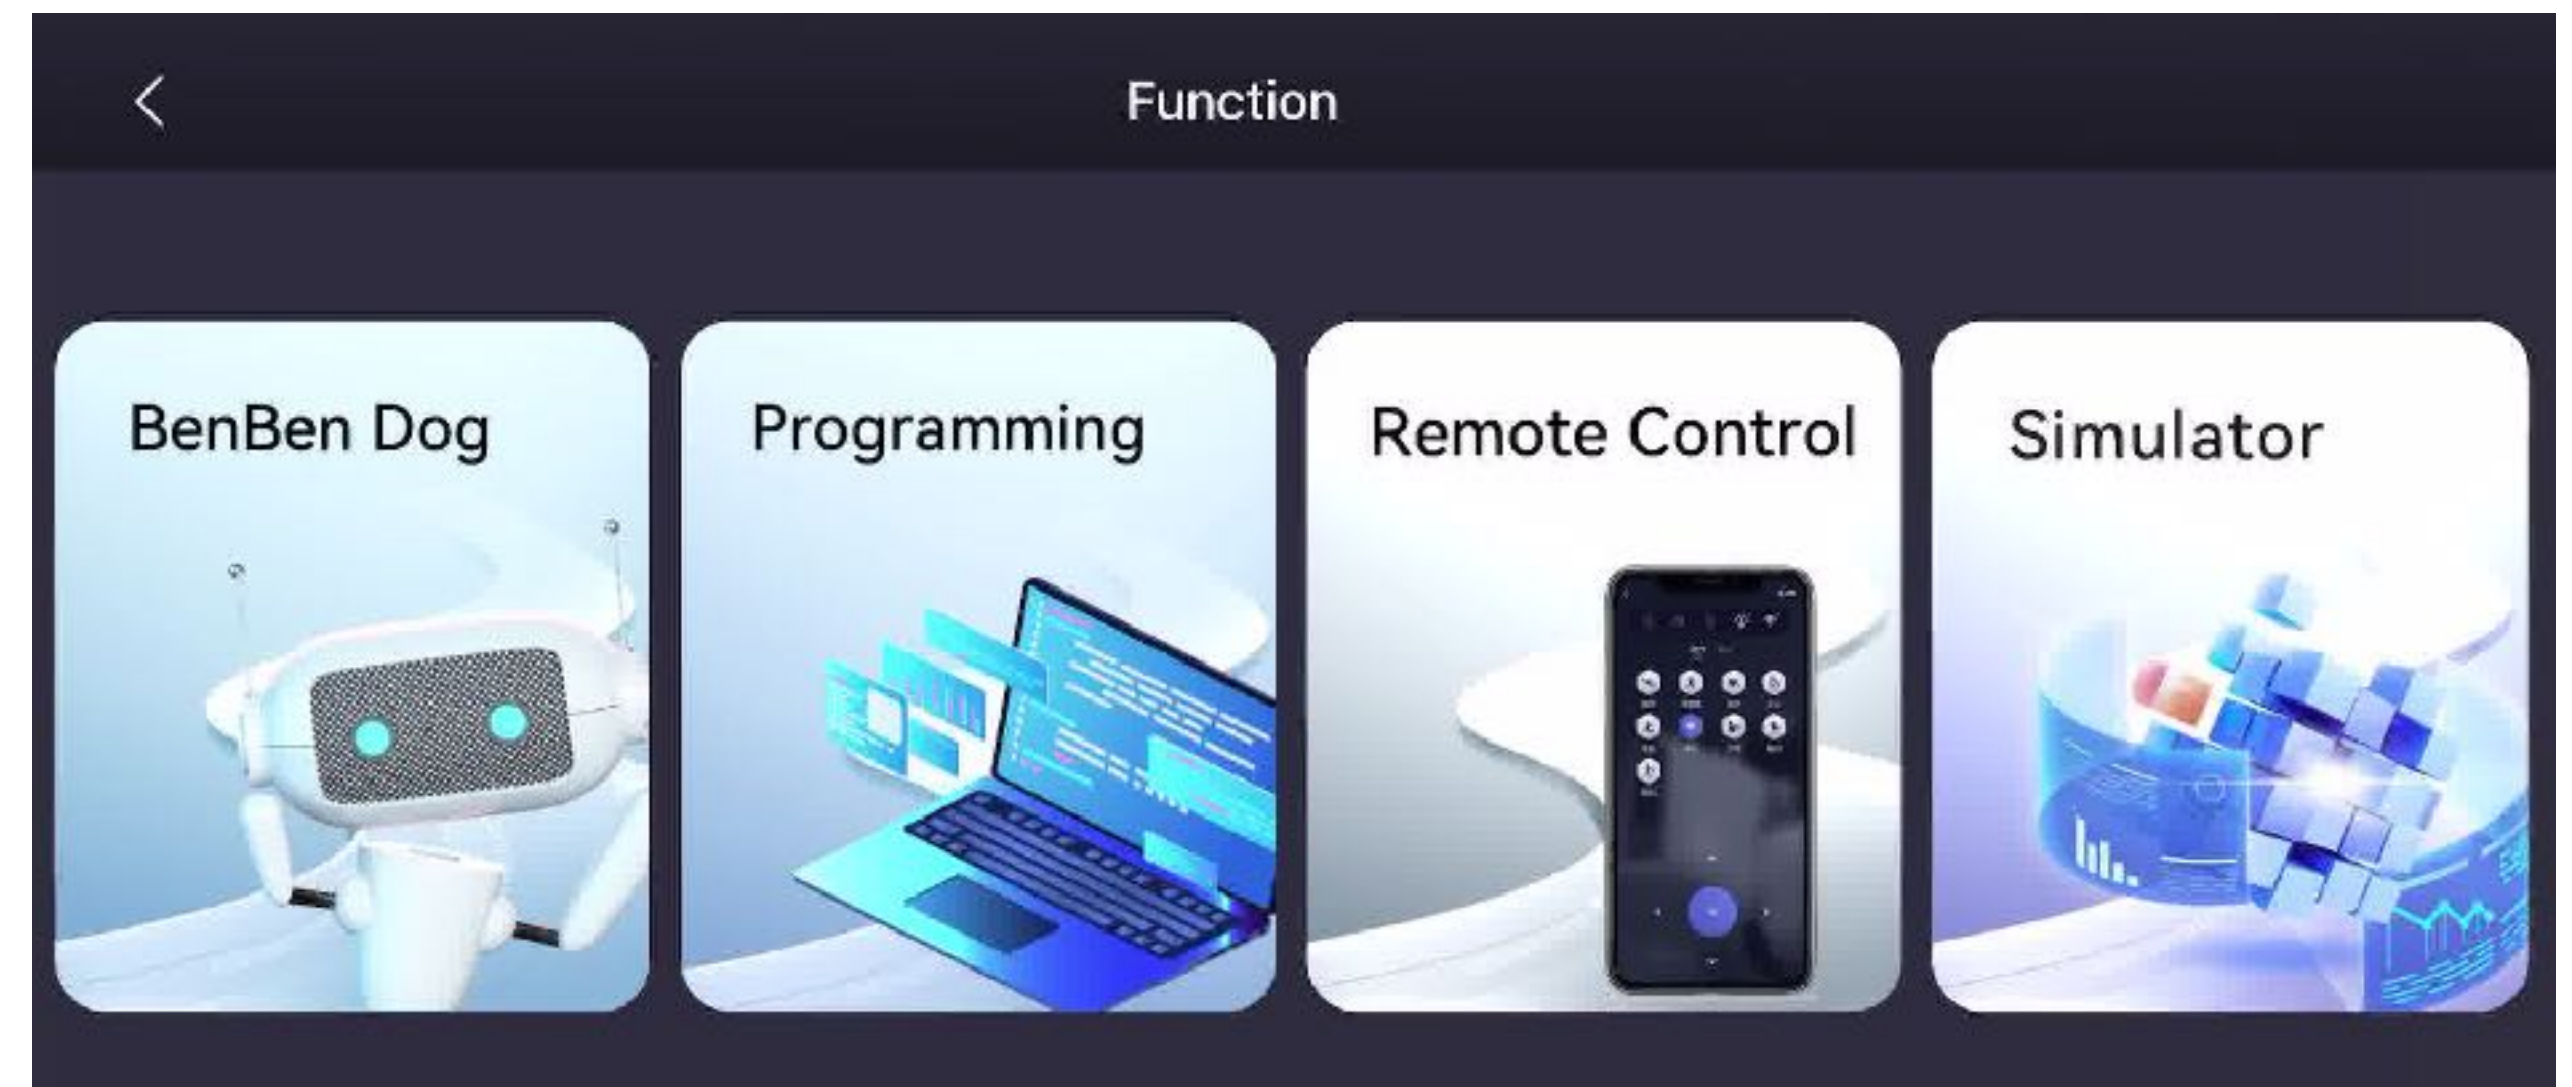 Function
BenBen Dog
Programming
Remote Control
Simulator